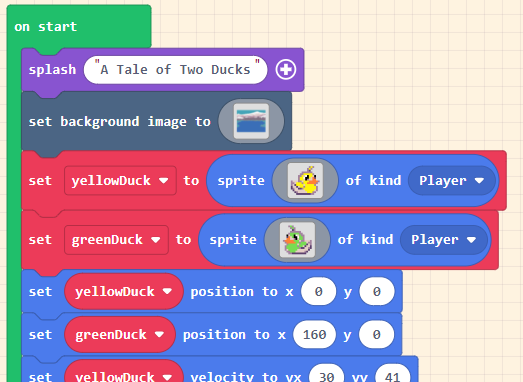 on start
splash "A Tale of Two Ducks"
set background image to
set yellowDuck to sprite of kind Player
set greenDuck to sprite of kind Player
set yellowDuck position to x 0 y 0
set greenDuck position to x 160 y 0
set yellowDuck velocity to vx 30 vy 41